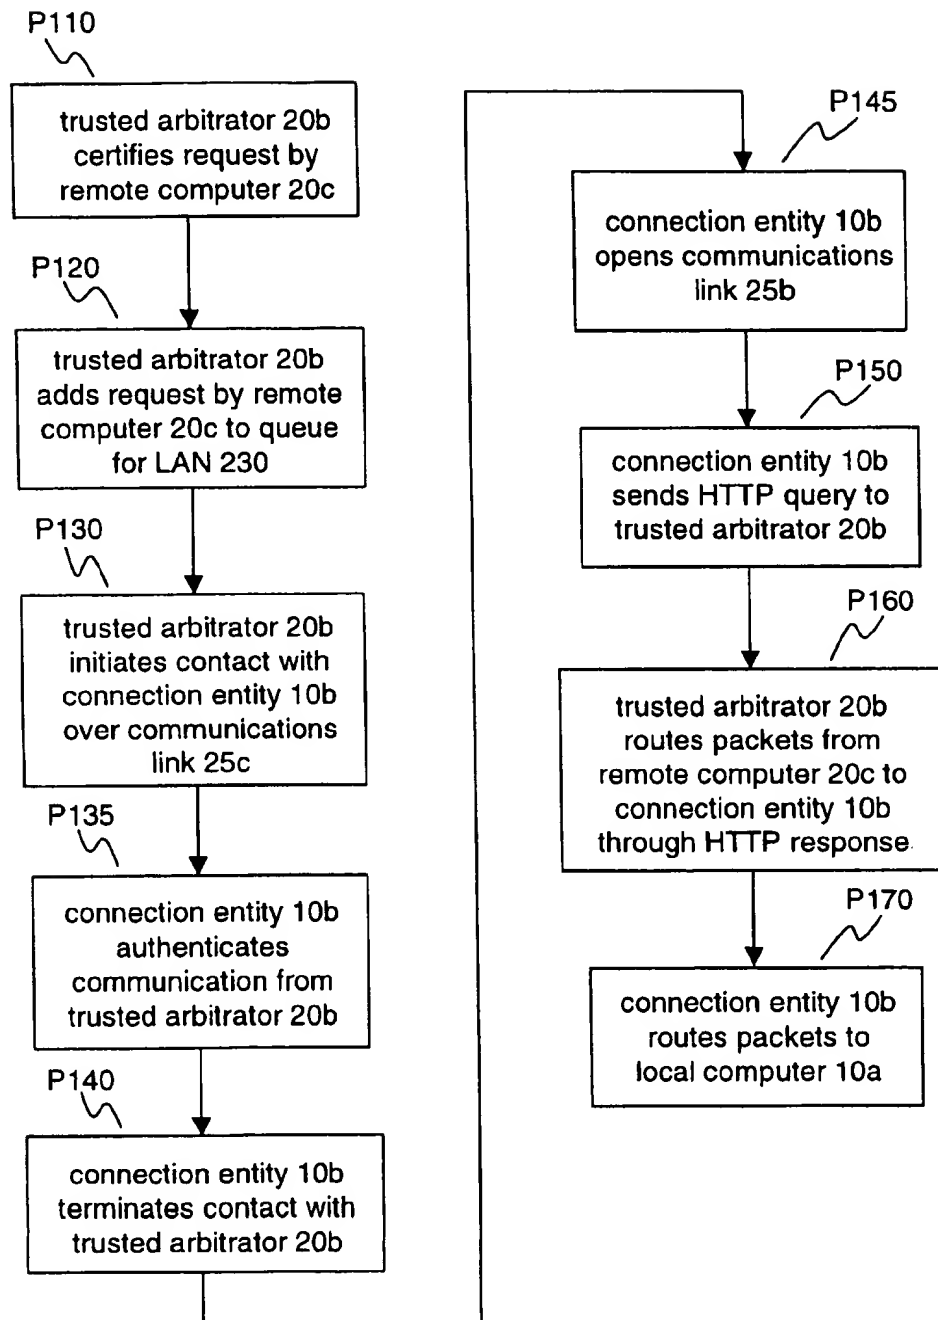 P110
trusted arbitrator 20b
certifies request by
remote computer 20c
P120
trusted arbitrator 20b
adds request by remote
computer 20c to queue
for LAN 230
P130
trusted arbitrator 20b
initiates contact with
connection entity 10b
over communications
link 25c
P135
connection entity 10b
authenticates
communication from
trusted arbitrator 20b
P140
connection entity 10b
terminates contact with
trusted arbitrator 20b
P145
connection entity 10b
opens communications
link 25b
P150
connection entity 10b
sends HTTP query to
trusted arbitrator 20b
P160
trusted arbitrator 20b
routes packets from
remote computer 20c to
connection entity 10b
through HTTP response
P170
connection entity 10b
routes packets to
local computer 10a